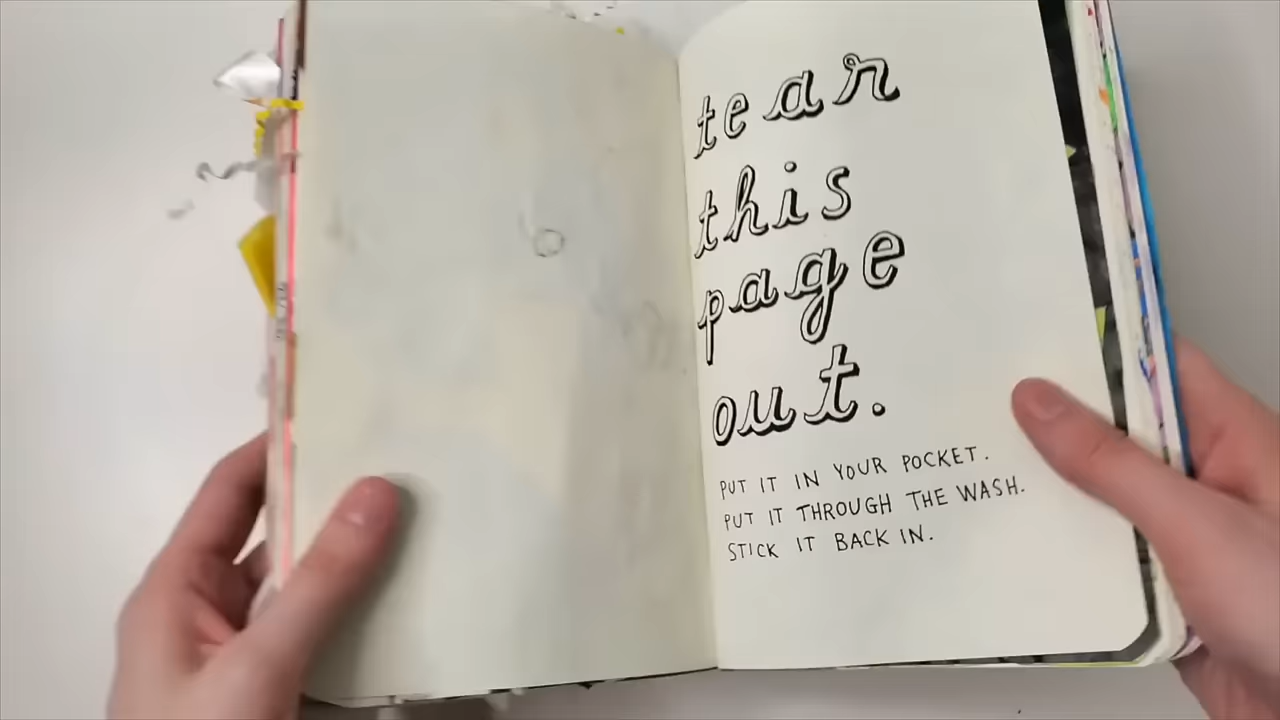 tear
this
page
out.
PUT IT IN YOUR POCKET.
PUT IT THROUGH THE WASH.
STICK IT BACK IN.